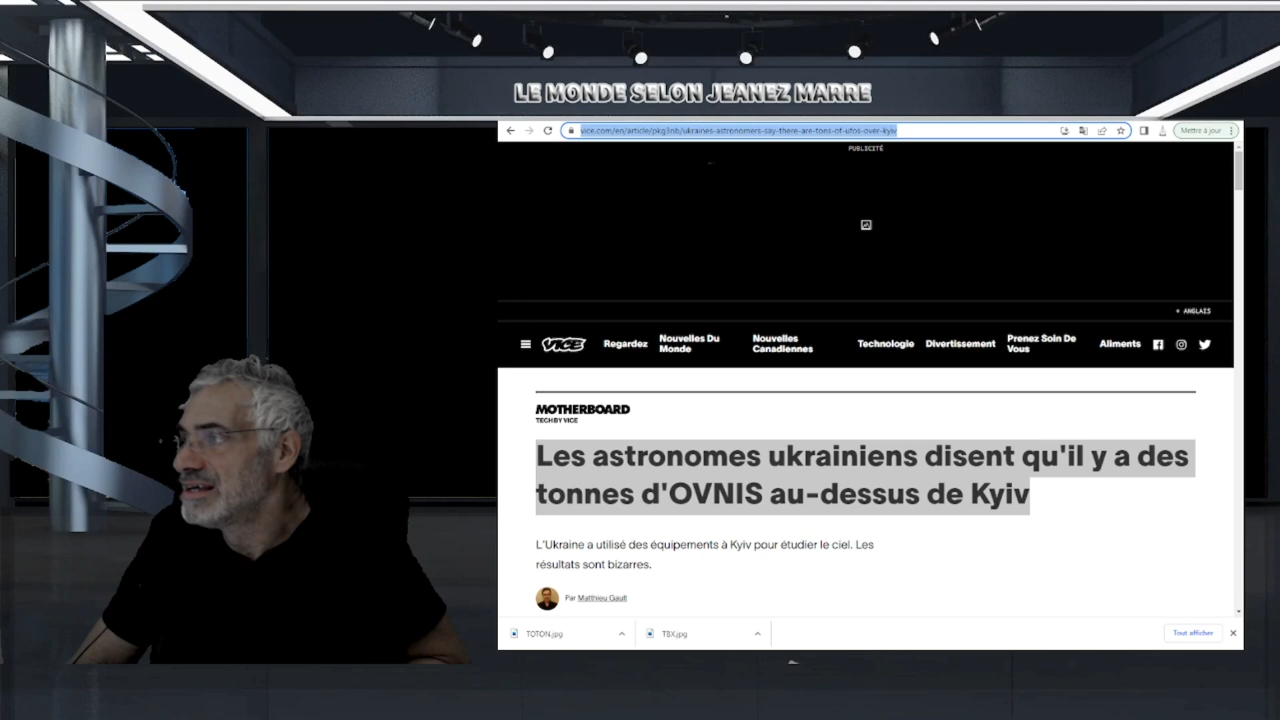 LE MONDE SELON JEANEZ MARRE
vice.com/en/article/pkg3nb/ukraines-astronomers-say-there-are-tons-of-ufos-over-kyiv
Mettre à jour
PUBLICITÉ
+ ANGLAIS
VICE
Regardez
Nouvelles Du Monde
Nouvelles Canadiennes
Technologie
Divertissement
Prenez Soin De Vous
Aliments
MOTHERBOARD
TECH BY VICE
Les astronomes ukrainiens disent qu'il y a des
tonnes d'OVNIS au-dessus de Kyiv
L'Ukraine a utilisé des équipements à Kyiv pour étudier le ciel. Les
résultats sont bizarres.
Par Matthieu Gault
TOTON.jpg
TBX.jpg
Tout afficher